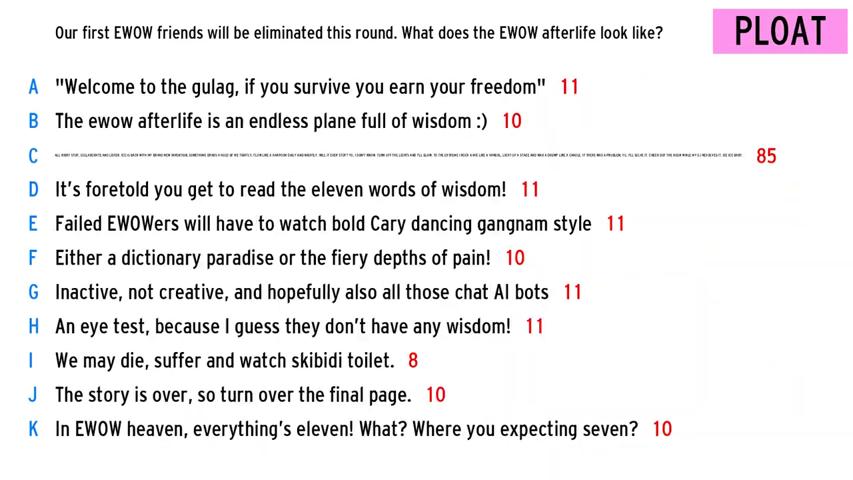 Our first EWOW friends will be eliminated this round. What does the EWOW afterlife look like?
PLOAT
A "Welcome to the gulag, if you survive you earn your freedom" 11
B The ewow afterlife is an endless plane full of wisdom :) 10
C 85
D It's foretold you get to read the eleven words of wisdom! 11
E Failed EWOWers will have to watch bold Cary dancing gangnam style 11
F Either a dictionary paradise or the fiery depths of pain! 10
G Inactive, not creative, and hopefully also all those chat AI bots 11
H An eye test, because I guess they don't have any wisdom! 11
I We may die, suffer and watch skibidi toilet. 8
J The story is over, so turn over the final page. 10
K In EWOW heaven, everything's eleven! What? Where you expecting seven? 10